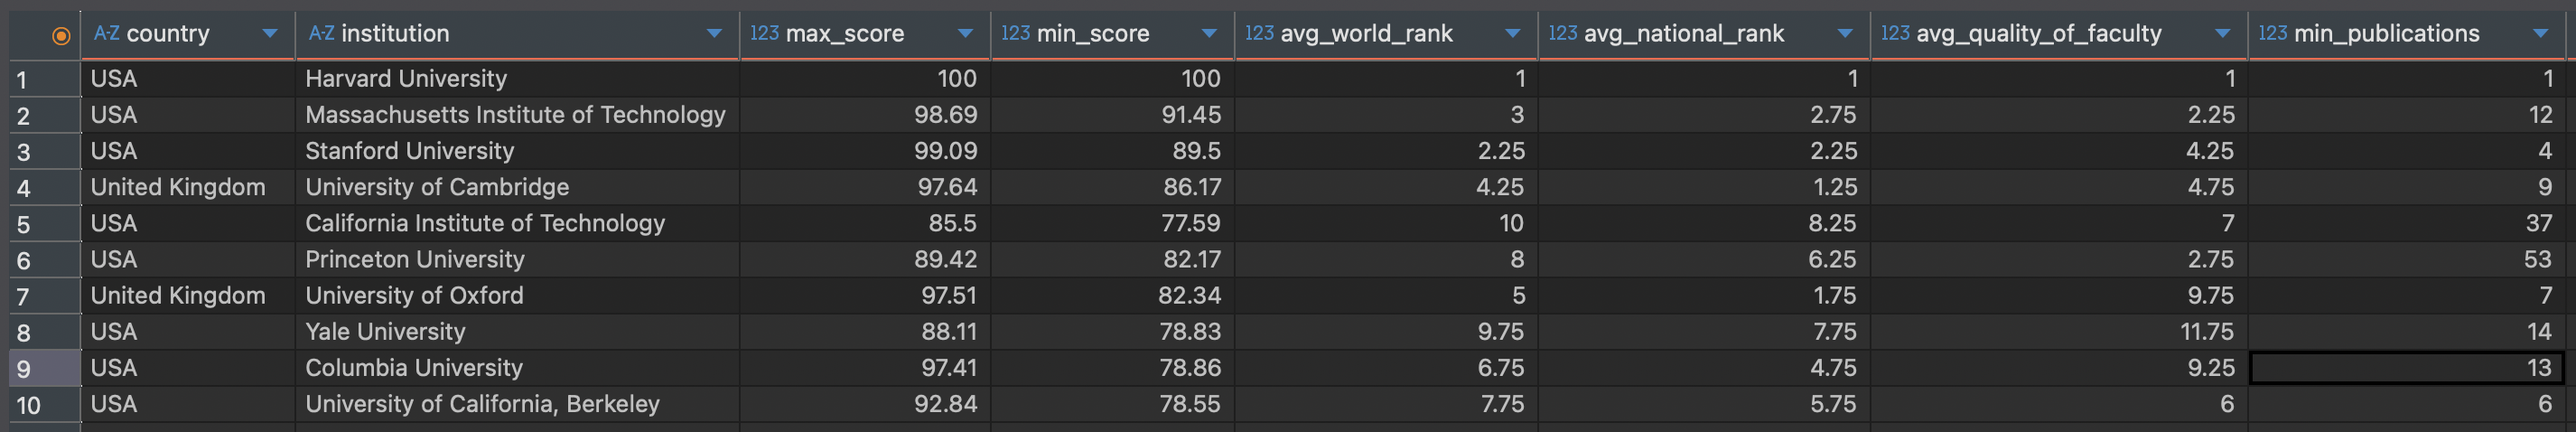 A-Z country A-Z institution 123 max_score 123 min_score 123 avg_world_rank 123 avg_national_rank 123 avg_quality_of_faculty 123 min_publications
1 USA Harvard University 100 100 1 1 1 1
2 USA Massachusetts Institute of Technology 98.69 91.45 3 2.75 2.25 12
3 USA Stanford University 99.09 89.5 2.25 2.25 4.25 4
4 United Kingdom University of Cambridge 97.64 86.17 4.25 1.25 4.75 9
5 USA California Institute of Technology 85.5 77.59 10 8.25 7 37
6 USA Princeton University 89.42 82.17 8 6.25 2.75 53
7 United Kingdom University of Oxford 97.51 82.34 5 1.75 9.75 7
8 USA Yale University 88.11 78.83 9.75 7.75 11.75 14
9 USA Columbia University 97.41 78.86 6.75 4.75 9.25 13
10 USA University of California, Berkeley 92.84 78.55 7.75 5.75 6 6